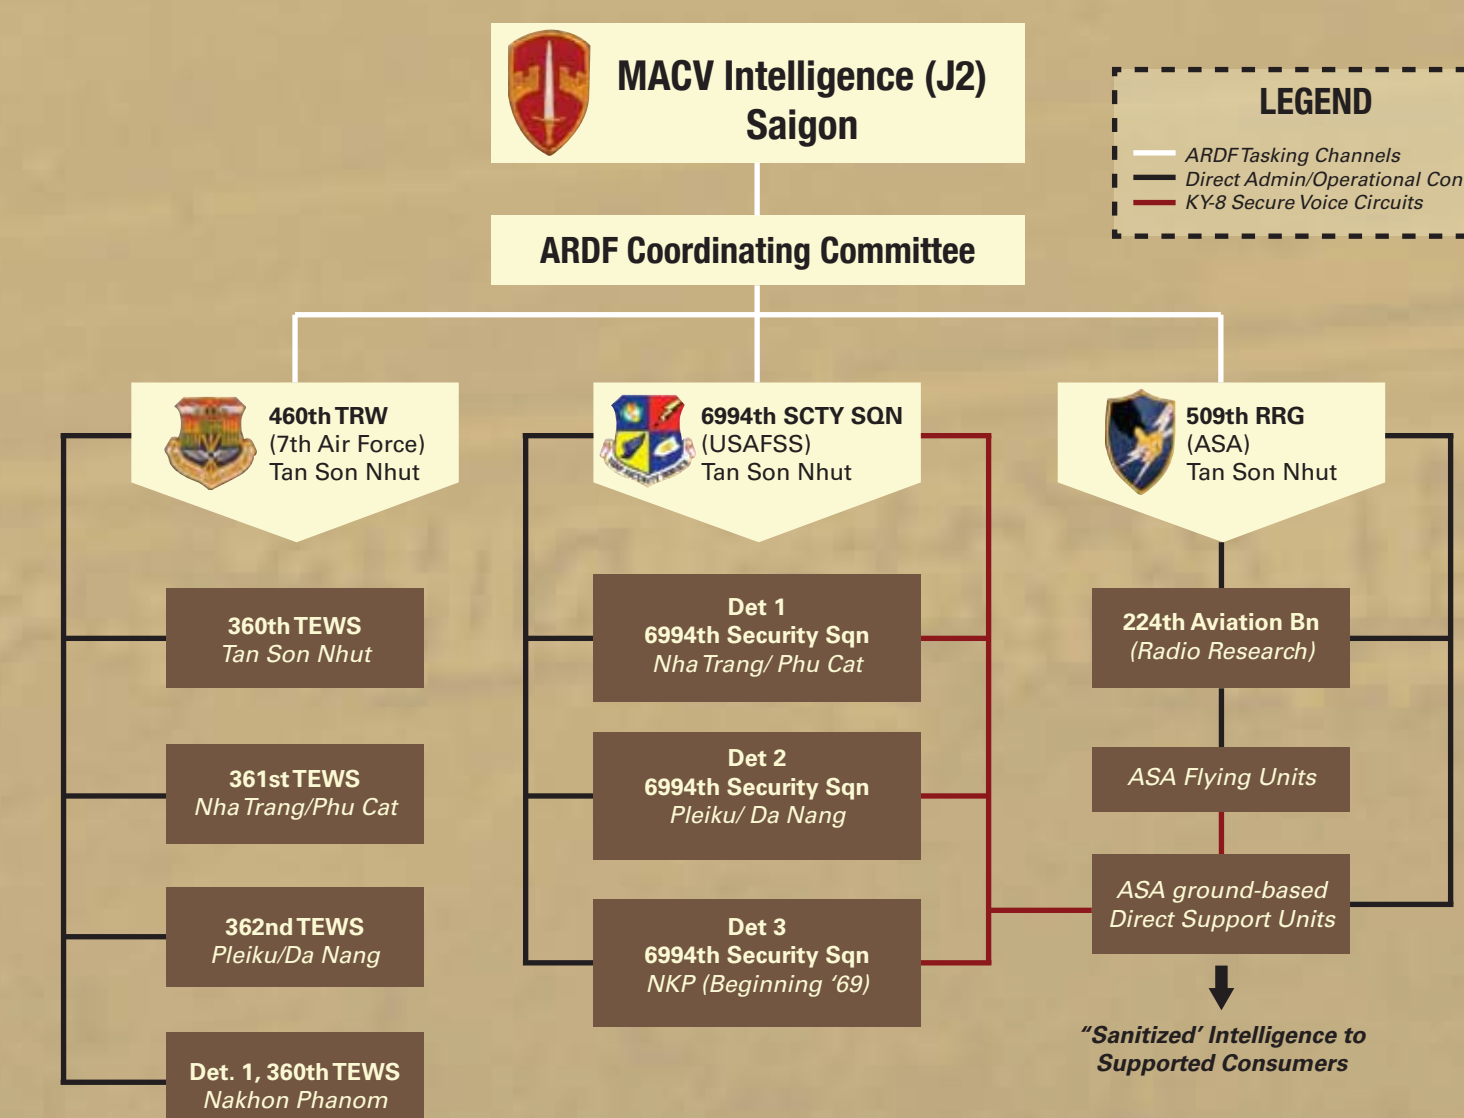 MACV Intelligence (J2)
Saigon
LEGEND
ARDF Tasking Channels
Direct Admin/Operational Con
KY-8 Secure Voice Circuits
ARDF Coordinating Committee
460th TRW
(7th Air Force)
Tan Son Nhut
6994th SCTY SQN
(USAFSS)
Tan Son Nhut
509th RRG
(ASA)
Tan Son Nhut
360th TEWS
Tan Son Nhut
361st TEWS
Nha Trang/Phu Cat
362nd TEWS
Pleiku/Da Nang
Det. 1, 360th TEWS
Nakhon Phanom
Det 1
6994th Security Sqn
Nha Trang/ Phu Cat
Det 2
6994th Security Sqn
Pleiku/ Da Nang
Det 3
6994th Security Sqn
NKP (Beginning ‘69)
224th Aviation Bn
(Radio Research)
ASA Flying Units
ASA ground-based
Direct Support Units
“Sanitized’ Intelligence to
Supported Consumers